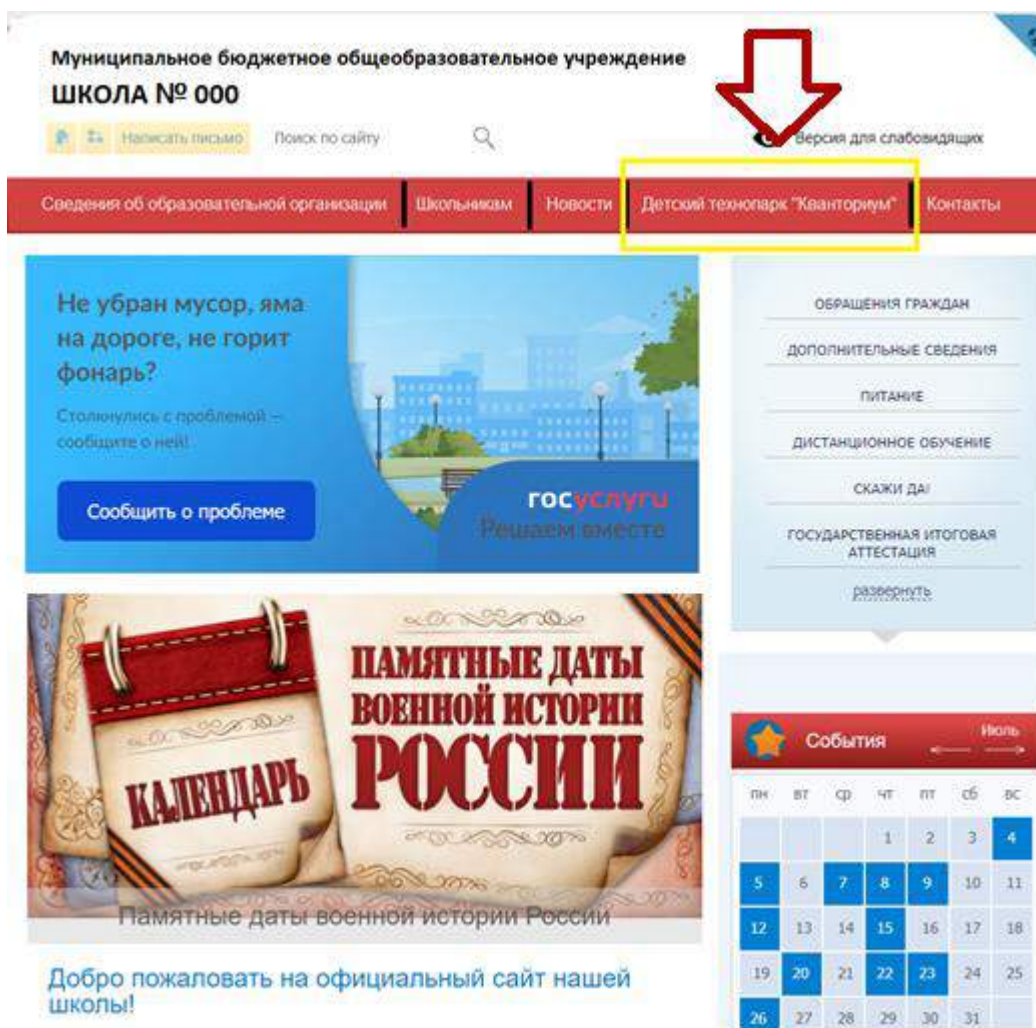 Муниципальное бюджетное общеобразовательное учреждение
ШКОЛА № 000
Написать письмо Поиск по сайту
Версия для слабовидящих
Сведения об образовательной организации Школьникам Новости Детский технопарк "Кванториум" Контакты
Не убран мусор, яма
на дороге, не горит
фонарь?
Столкнулись с проблемой —
сообщите о ней!
Сообщить о проблеме
госуслуги
Решаем вместе
ОБРАЩЕНИЯ ГРАЖДАН
ДОПОЛНИТЕЛЬНЫЕ СВЕДЕНИЯ
ПИТАНИЕ
ДИСТАНЦИОННОЕ ОБУЧЕНИЕ
СКАЖИ ДА!
ГОСУДАРСТВЕННАЯ ИТОГОВАЯ
АТТЕСТАЦИЯ
развернуть
КАЛЕНДАРЬ
ПАМЯТНЫЕ ДАТЫ
ВОЕННОЙ ИСТОРИИ
РОССИИ
Памятные даты военной истории России
Добро пожаловать на официальный сайт нашей
школы!
События Июль
пн вт ср чт пт сб вс
1 2 3 4
5 6 7 8 9 10 11
12 13 14 15 16 17 18
19 20 21 22 23 24 25
26 27 28 29 30 31